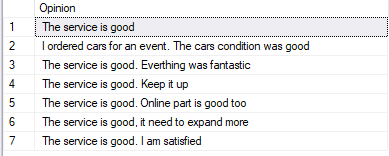 Opinion
1 The service is good
2 I ordered cars for an event. The cars condition was good
3 The service is good. Everthing was fantastic
4 The service is good. Keep it up
5 The service is good. Online part is good too
6 The service is good, it need to expand more
7 The service is good. I am satisfied